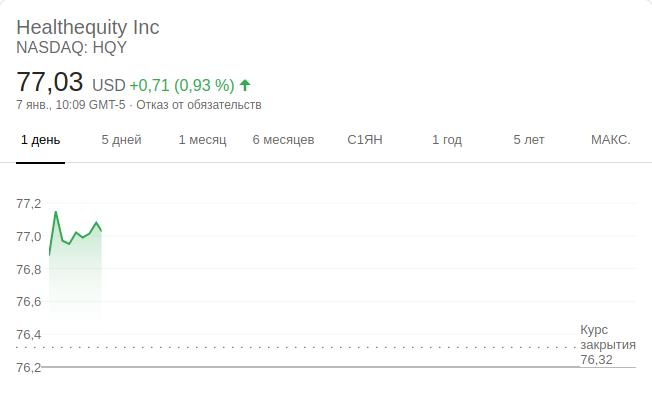 Healthequity Inc
NASDAQ: HQY
77,03 USD +0,71 (0,93 %)
7 янв., 10:09 GMT-5 · Отказ от обязательств
1 день 5 дней 1 месяц 6 месяцев С1ЯН 1 год 5 лет МАКС.
77,2
77,0
76,8
76,6
76,4
Курс
закрытия
76,32
76,2